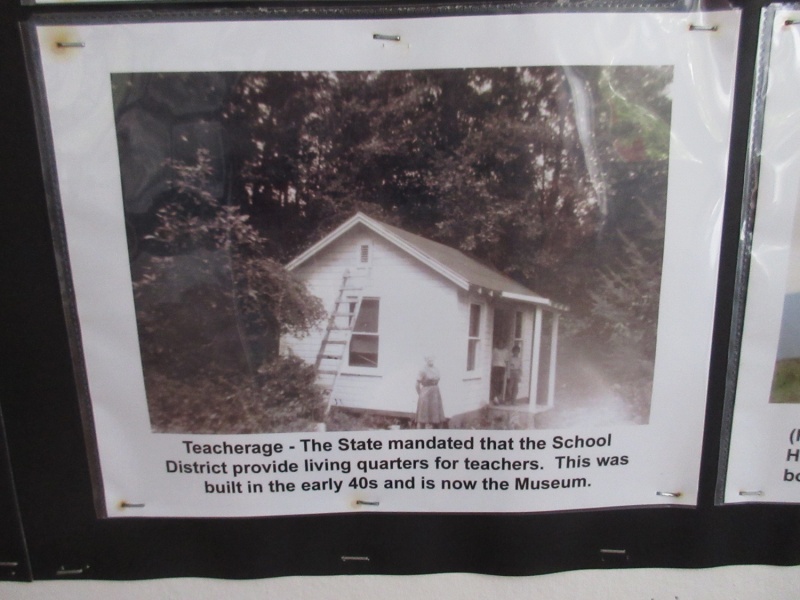 Teacherage - The State mandated that the School
District provide living quarters for teachers. This was
built in the early 40s and is now the Museum.